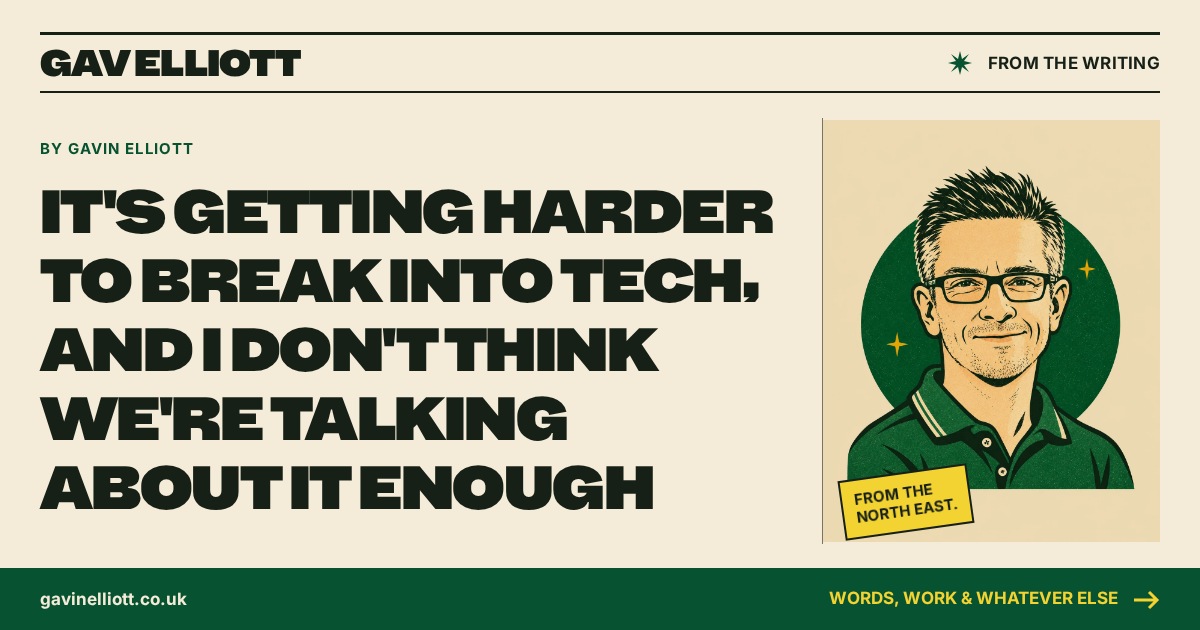 GAV ELLIOTT
FROM THE WRITING
BY GAVIN ELLIOTT
IT'S GETTING HARDER
TO BREAK INTO TECH,
AND I DON'T THINK
WE'RE TALKING
ABOUT IT ENOUGH
FROM THE
NORTH EAST.
gavinelliott.co.uk
WORDS, WORK & WHATEVER ELSE